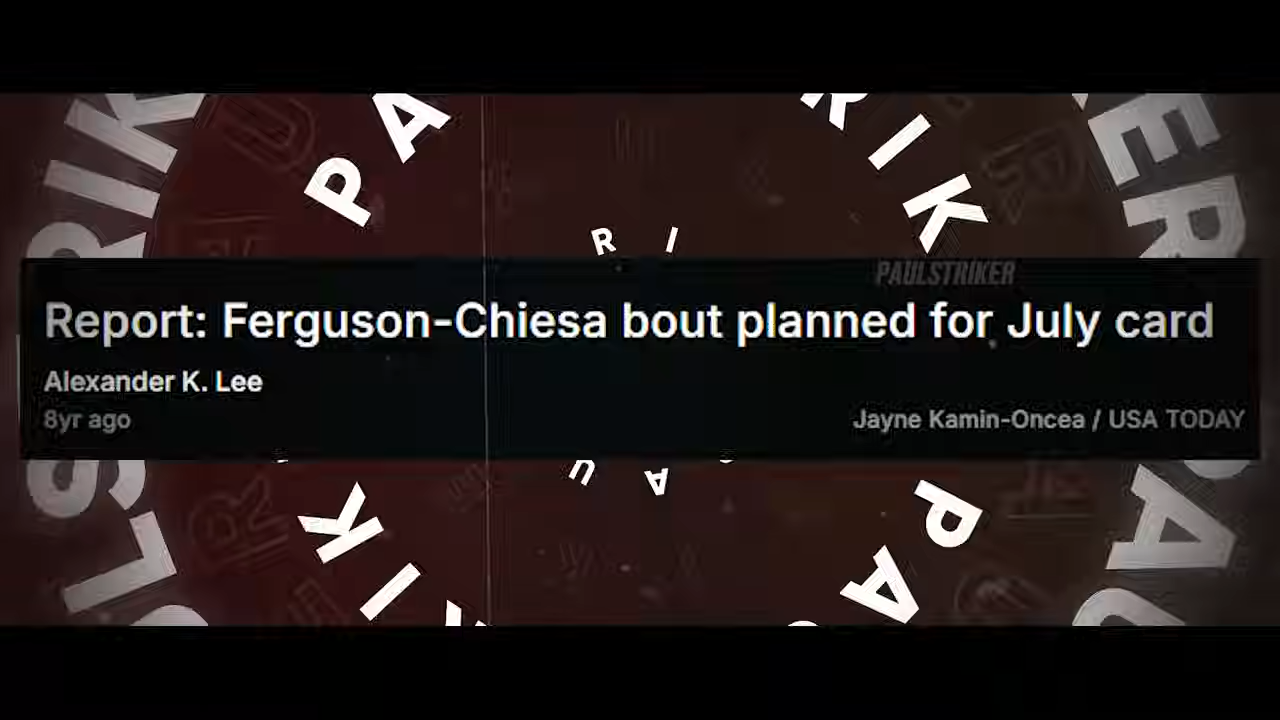 PAULSTRIKER
Report: Ferguson-Chiesa bout planned for July card
Alexander K. Lee
8yr ago
Jayne Kamin-Oncea / USA TODAY